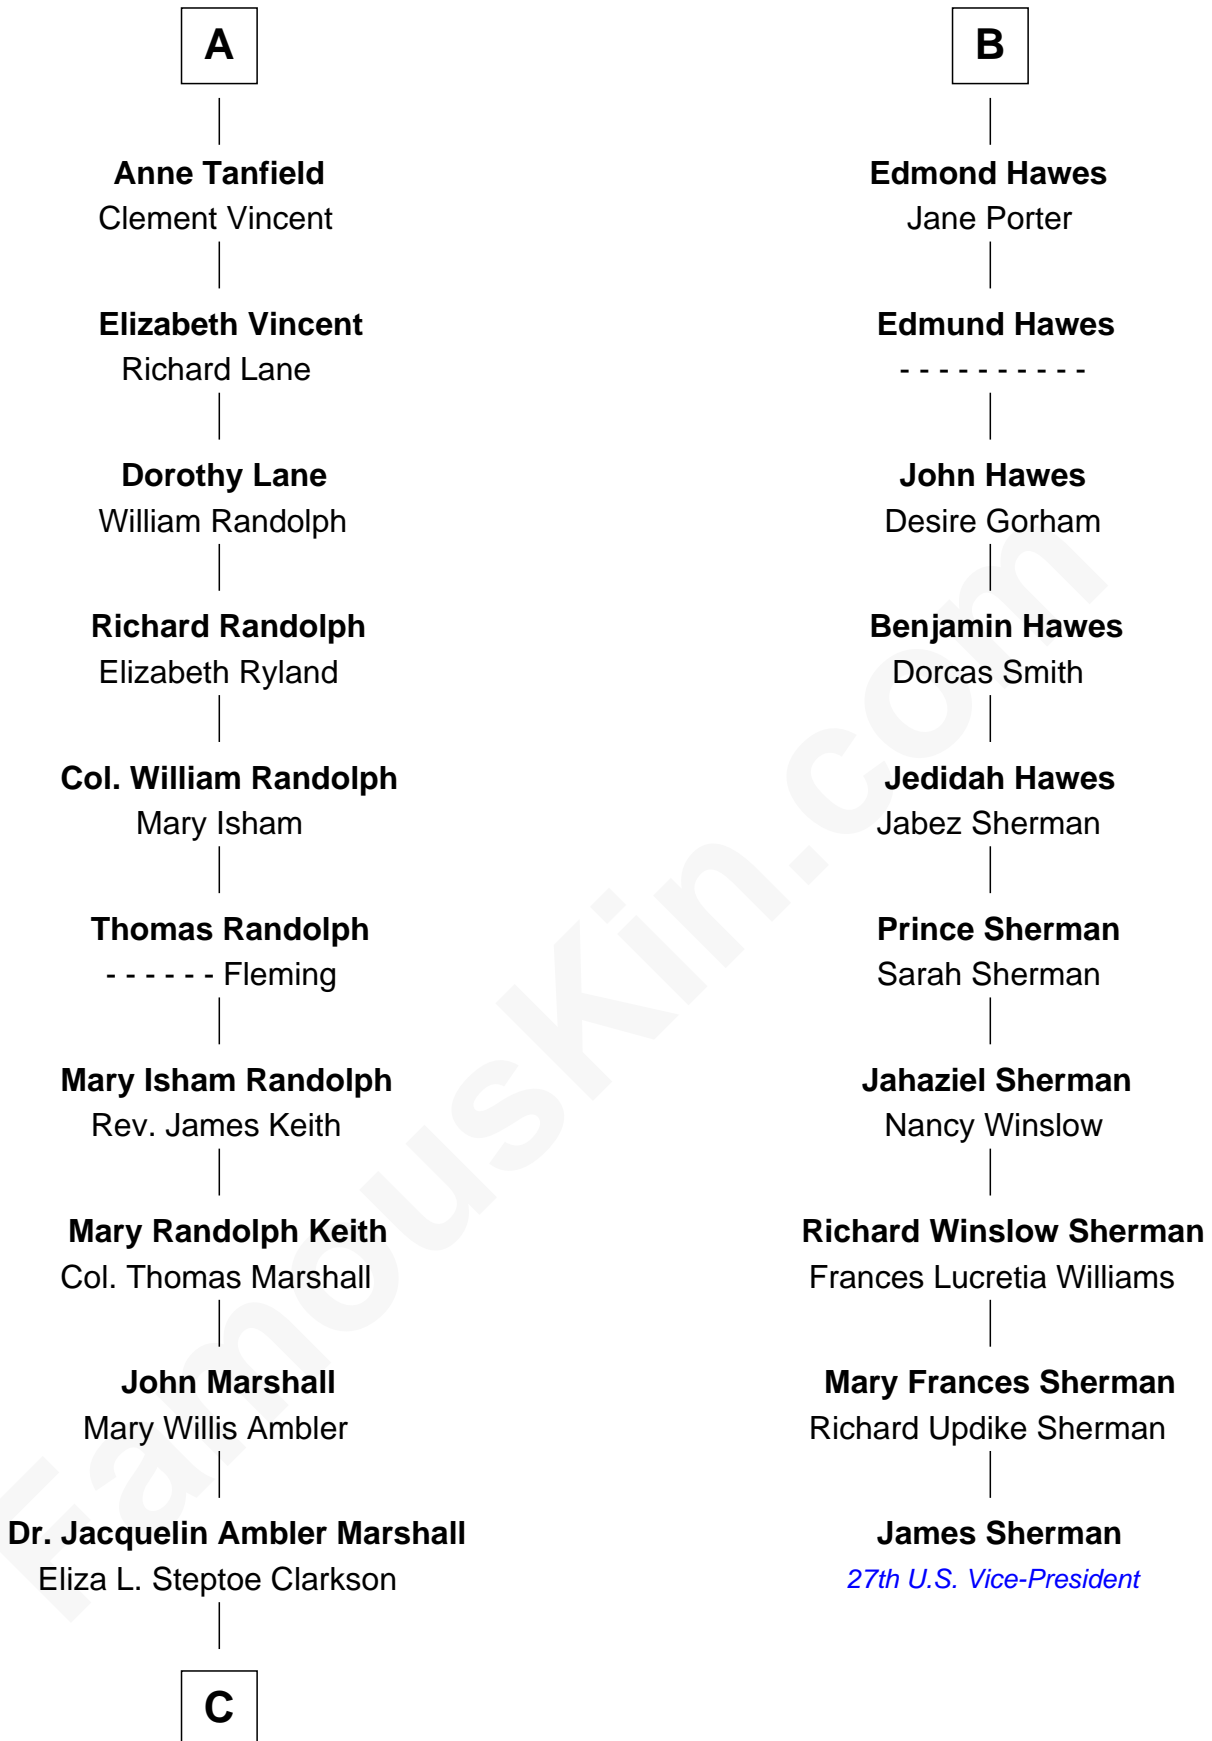 A
Anne Tanfield
Clement Vincent
Elizabeth Vincent
Richard Lane
Dorothy Lane
William Randolph
Richard Randolph
Elizabeth Ryland
Col. William Randolph
Mary Isham
Thomas Randolph
- - - - - - Fleming
Mary Isham Randolph
Rev. James Keith
Mary Randolph Keith
Col. Thomas Marshall
John Marshall
Mary Willis Ambler
Dr. Jacquelin Ambler Marshall
Eliza L. Steptoe Clarkson
C
B
Edmond Hawes
Jane Porter
Edmund Hawes
- - - - - - - - - -
John Hawes
Desire Gorham
Benjamin Hawes
Dorcas Smith
Jedidah Hawes
Jabez Sherman
Prince Sherman
Sarah Sherman
Jahaziel Sherman
Nancy Winslow
Richard Winslow Sherman
Frances Lucretia Williams
Mary Frances Sherman
Richard Updike Sherman
James Sherman
27th U.S. Vice-President
FamousKin.com